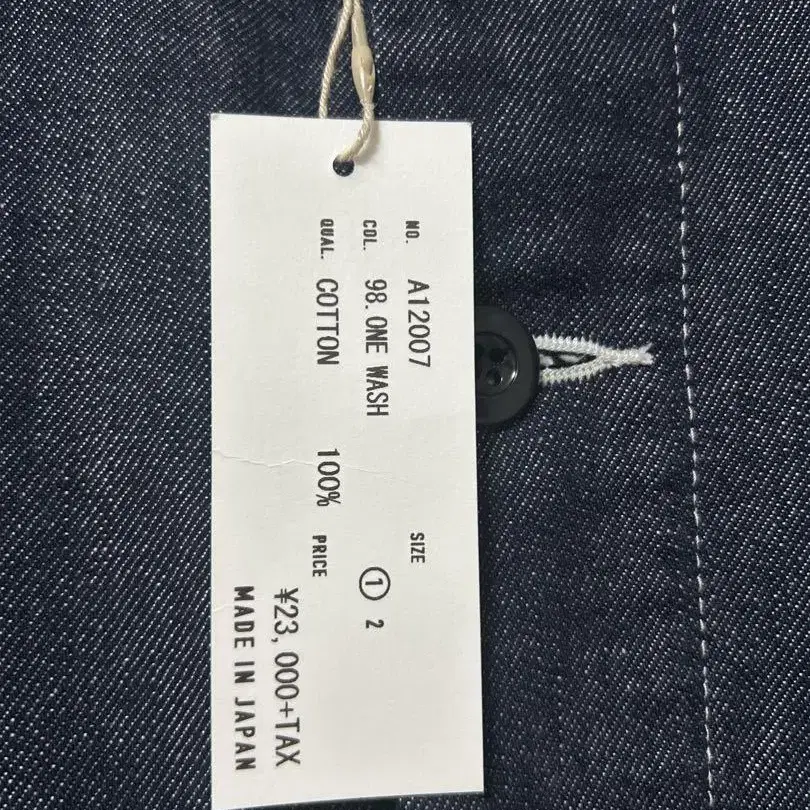 NO. A12007
COL. 98. ONE WASH
QUAL. COTTON 100%
SIZE
① 2
PRICE
¥23,000+TAX
MADE IN JAPAN